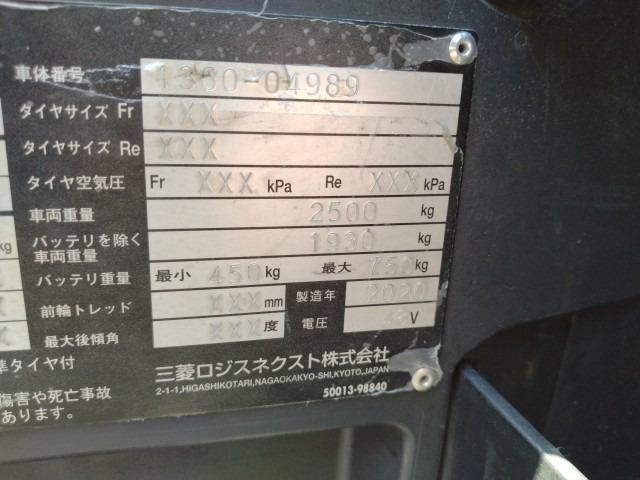 車体番号 4360-04989
タイヤサイズ Fr XXX
タイヤサイズ Re XXX
タイヤ空気圧 Fr XXX kPa Re XXX kPa
車両重量 2500 kg
バッテリを除く車両重量 1930 kg
バッテリ重量 最小 450 kg 最大 750 kg
前輪トレッド XXX mm 製造年 2020
最大後傾角 XXX 度 電圧 V
タイヤ付
三菱ロジスネクスト株式会社
傷害や死亡事故
2-1-1,HIGASHIKOTARI,NAGAOKAKYO-SHI,KYOTO,JAPAN
あります。
50013-98840